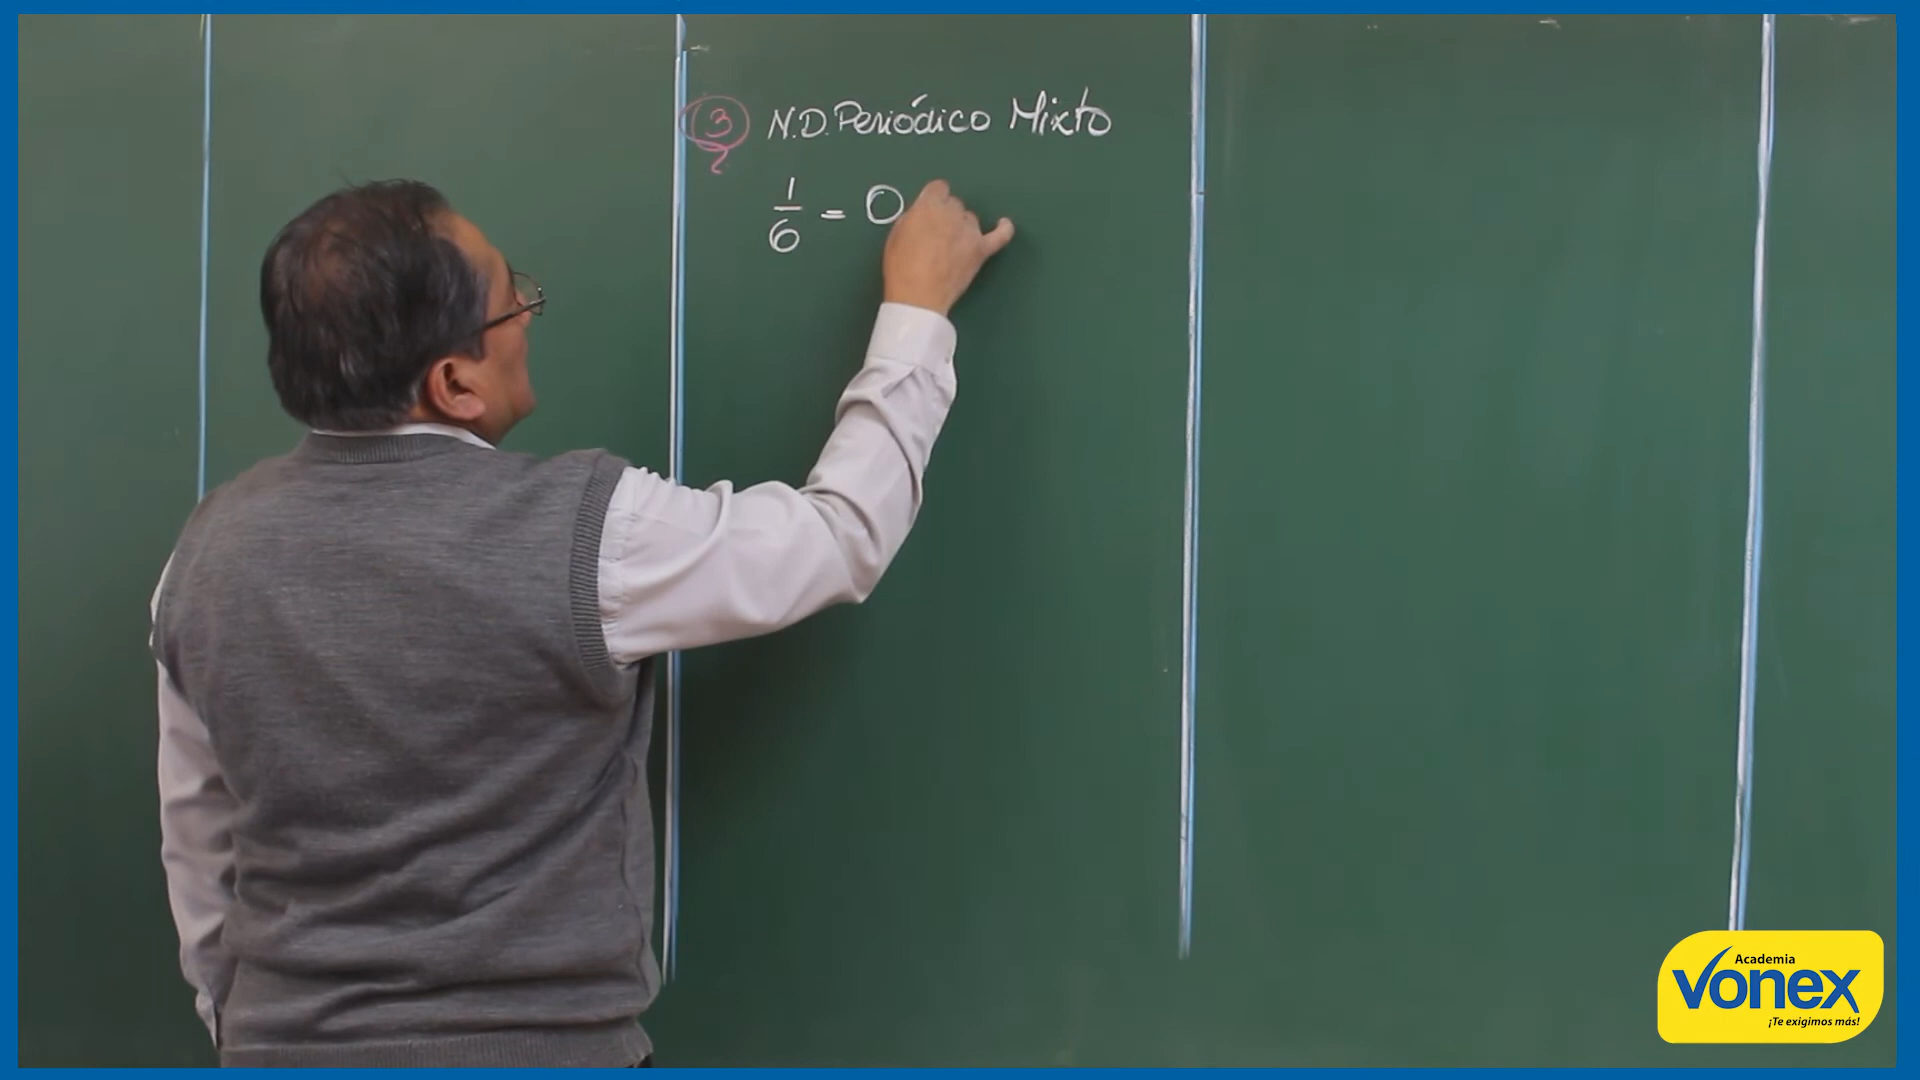 3 N.D. Periódico Mixto
1/6 = 0
Academia
vonex
¡Te exigimos más!